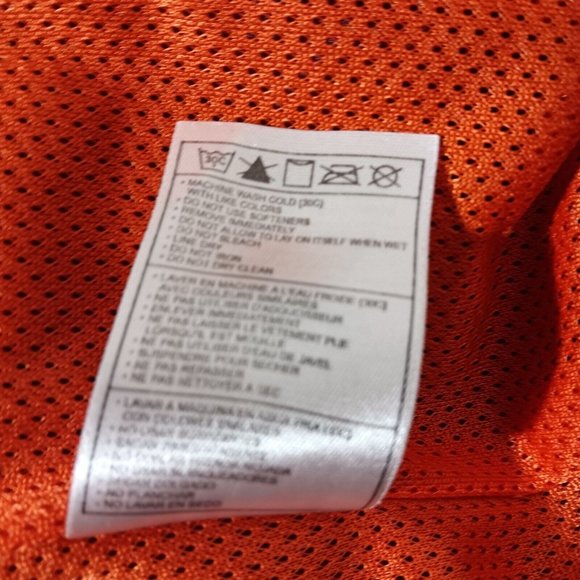 30C
• MACHINE WASH COLD [30C]
WITH LIKE COLORS
• DO NOT USE SOFTENERS
• REMOVE IMMEDIATELY
• DO NOT ALLOW TO LAY ON ITSELF WHEN WET
• DO NOT BLEACH
• LINE DRY
• DO NOT IRON
• DO NOT DRY CLEAN
• LAVER EN MACHINE A L'EAU FROIDE [30C]
AVEC COULEURS SIMILAIRES
• NE PAS UTILISER D'ADOUCISSEUR
• ENLEVER IMMEDIATEMENT
• NE PAS LAISSER LE VETEMENT PLIE
LORSQU'IL EST MOUILLE
• NE PAS UTILISER D'EAU DE JAVEL
• SUSPENDRE POUR SECHER
• NE PAS REPASSER
• NE PAS NETTOYER A SEC
• LAVAR A MAQUINA EN AGUA FRIA [30C]
CON COLORES SIMILARES
• NO PLANCHAR
• NO LAVAR EN SECO